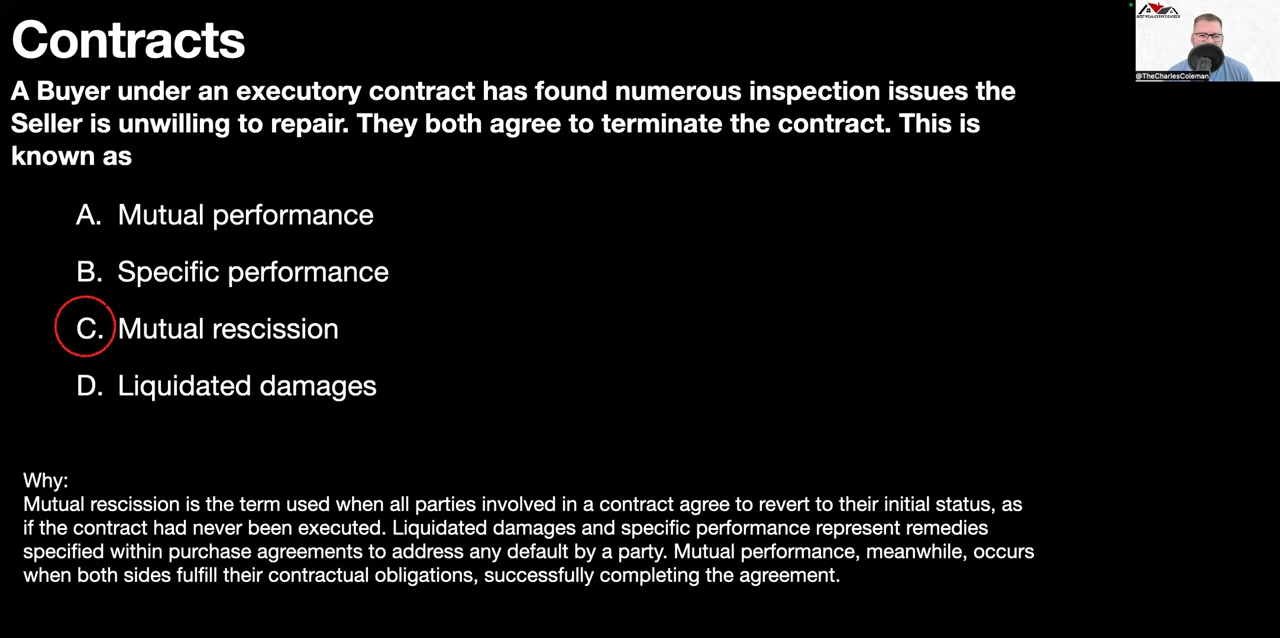 Contracts
BEST REAL ESTATE CAREER
@TheCharlesColeman
A Buyer under an executory contract has found numerous inspection issues the
Seller is unwilling to repair. They both agree to terminate the contract. This is
known as
A. Mutual performance
B. Specific performance
C. Mutual rescission
D. Liquidated damages
Why:
Mutual rescission is the term used when all parties involved in a contract agree to revert to their initial status, as
if the contract had never been executed. Liquidated damages and specific performance represent remedies
specified within purchase agreements to address any default by a party. Mutual performance, meanwhile, occurs
when both sides fulfill their contractual obligations, successfully completing the agreement.